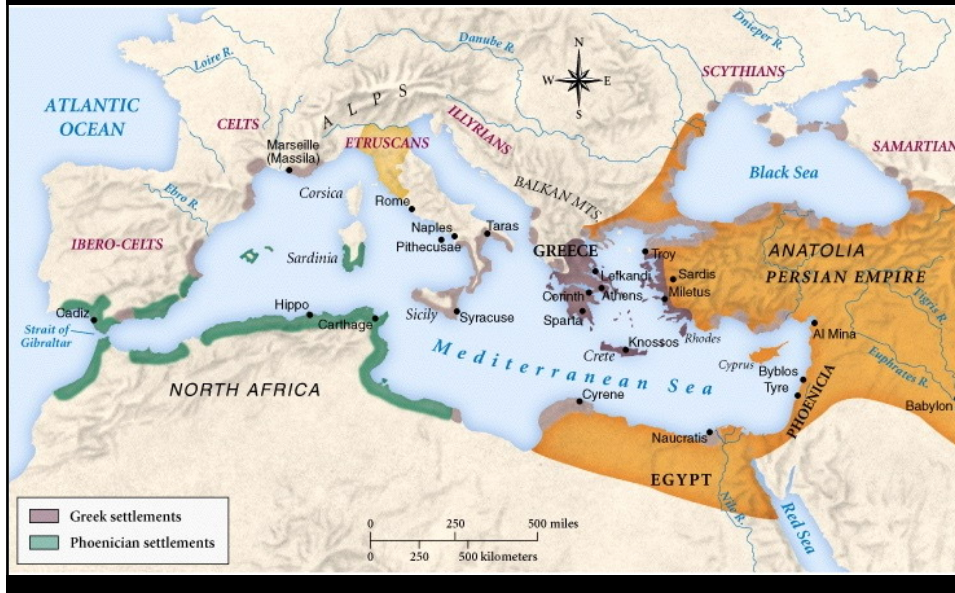 Dnieper R.
Danube R.
Loire R.
N
W E
S
SCYTHIANS
ATLANTIC
OCEAN
ALPS
CELTS
ILLYRIANS
ETRUSCANS
SAMARTIAN
Marseille
(Massila)
Black Sea
Corsica
Ebro R.
BALKAN MTS.
Rome
IBERO-CELTS
Naples
Pithecusae
Taras
Sardinia
GREECE
Troy
ANATOLIA
PERSIAN EMPIRE
Lefkandi
Sardis
Corinth
Athens
Miletus
Tigris R.
Cadiz
Hippo
Carthage
Sicily
Syracuse
Sparta
Strait of
Gibraltar
Rhodes
Al Mina
Knossos
Crete
Mediterranean Sea
Cyprus
Euphrates R.
Byblos
Tyre
NORTH AFRICA
Cyrene
PHOENICIA
Babylon
Naucratis
EGYPT
Nile R.
Red Sea
Greek settlements
Phoenician settlements
0 250 500 miles
0 250 500 kilometers